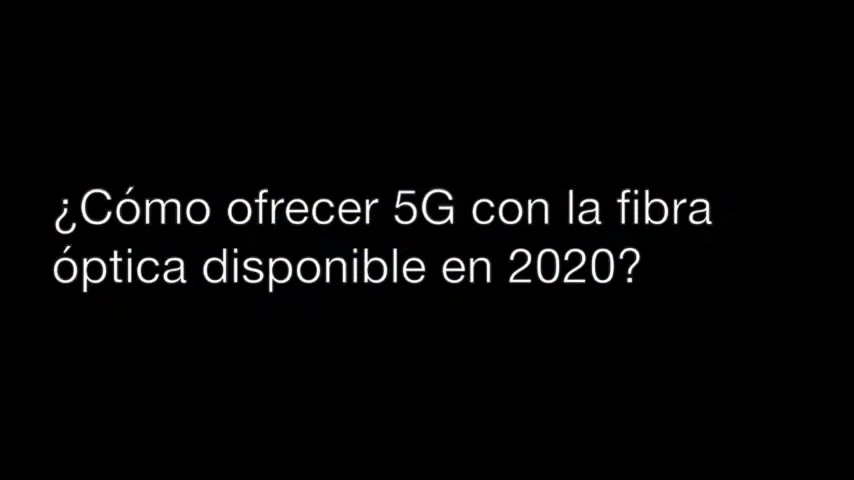 ¿Cómo ofrecer 5G con la fibra
óptica disponible en 2020?